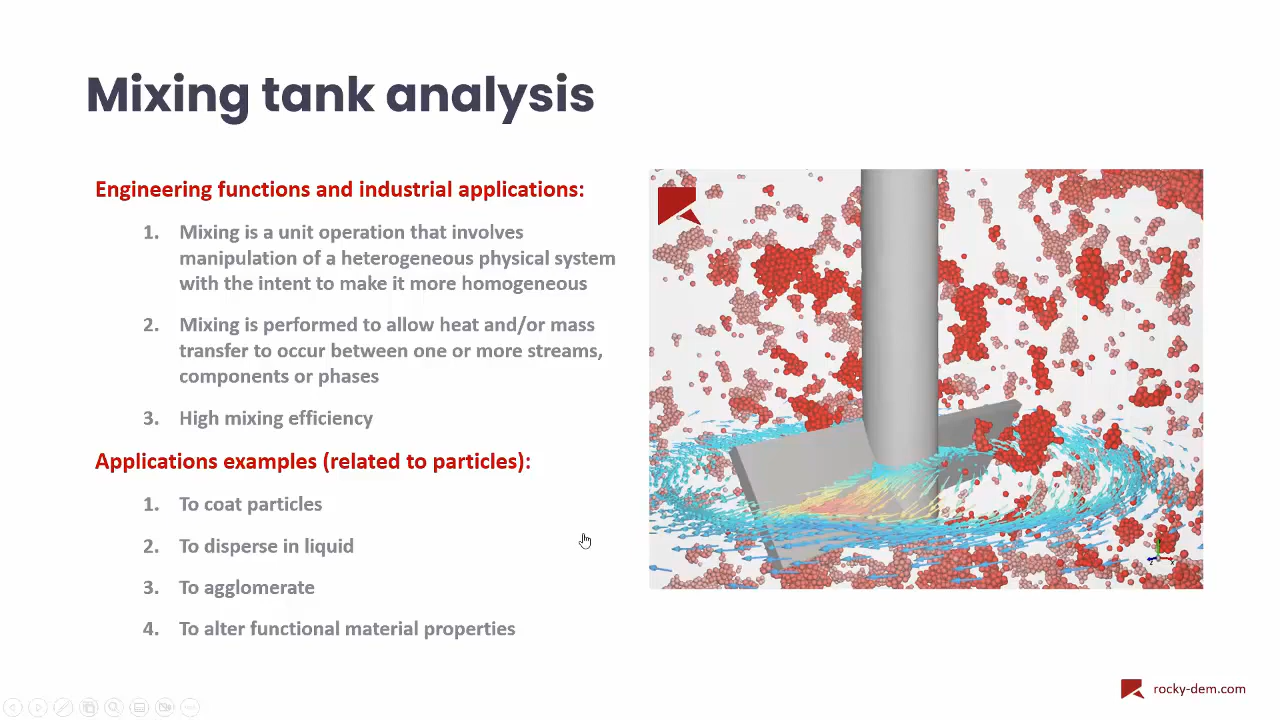 Mixing tank analysis
Engineering functions and industrial applications:
1. Mixing is a unit operation that involves
manipulation of a heterogeneous physical system
with the intent to make it more homogeneous
2. Mixing is performed to allow heat and/or mass
transfer to occur between one or more streams,
components or phases
3. High mixing efficiency
Applications examples (related to particles):
1. To coat particles
2. To disperse in liquid
3. To agglomerate
4. To alter functional material properties
rocky-dem.com